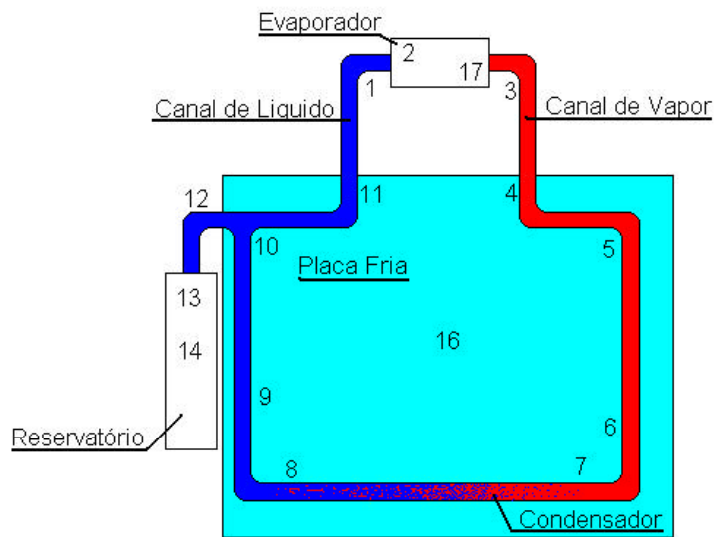 Evaporador
2
17
1
3
Canal de Liquido
Canal de Vapor
12
11
4
10
5
Placa Fria
13
14
16
9
6
Reservatório
8
7
Condensador